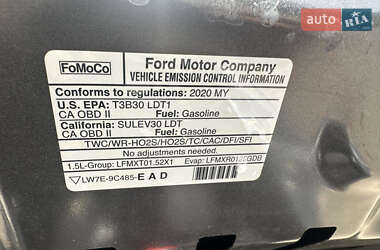 AUTO.RIA
FoMoCo
Ford Motor Company
VEHICLE EMISSION CONTROL INFORMATION
Conforms to regulations: 2020 MY
U.S. EPA: T3B30 LDT1
CA OBD II Fuel: Gasoline
California: SULEV30 LDT
CA OBD II Fuel: Gasoline
TWC/WR-HO2S/HO2S/TC/CAC/DFI/SFI
No adjustments needed.
1.5L-Group: LFMXT01.52X1 Evap:
LW7E-9C485-EAD